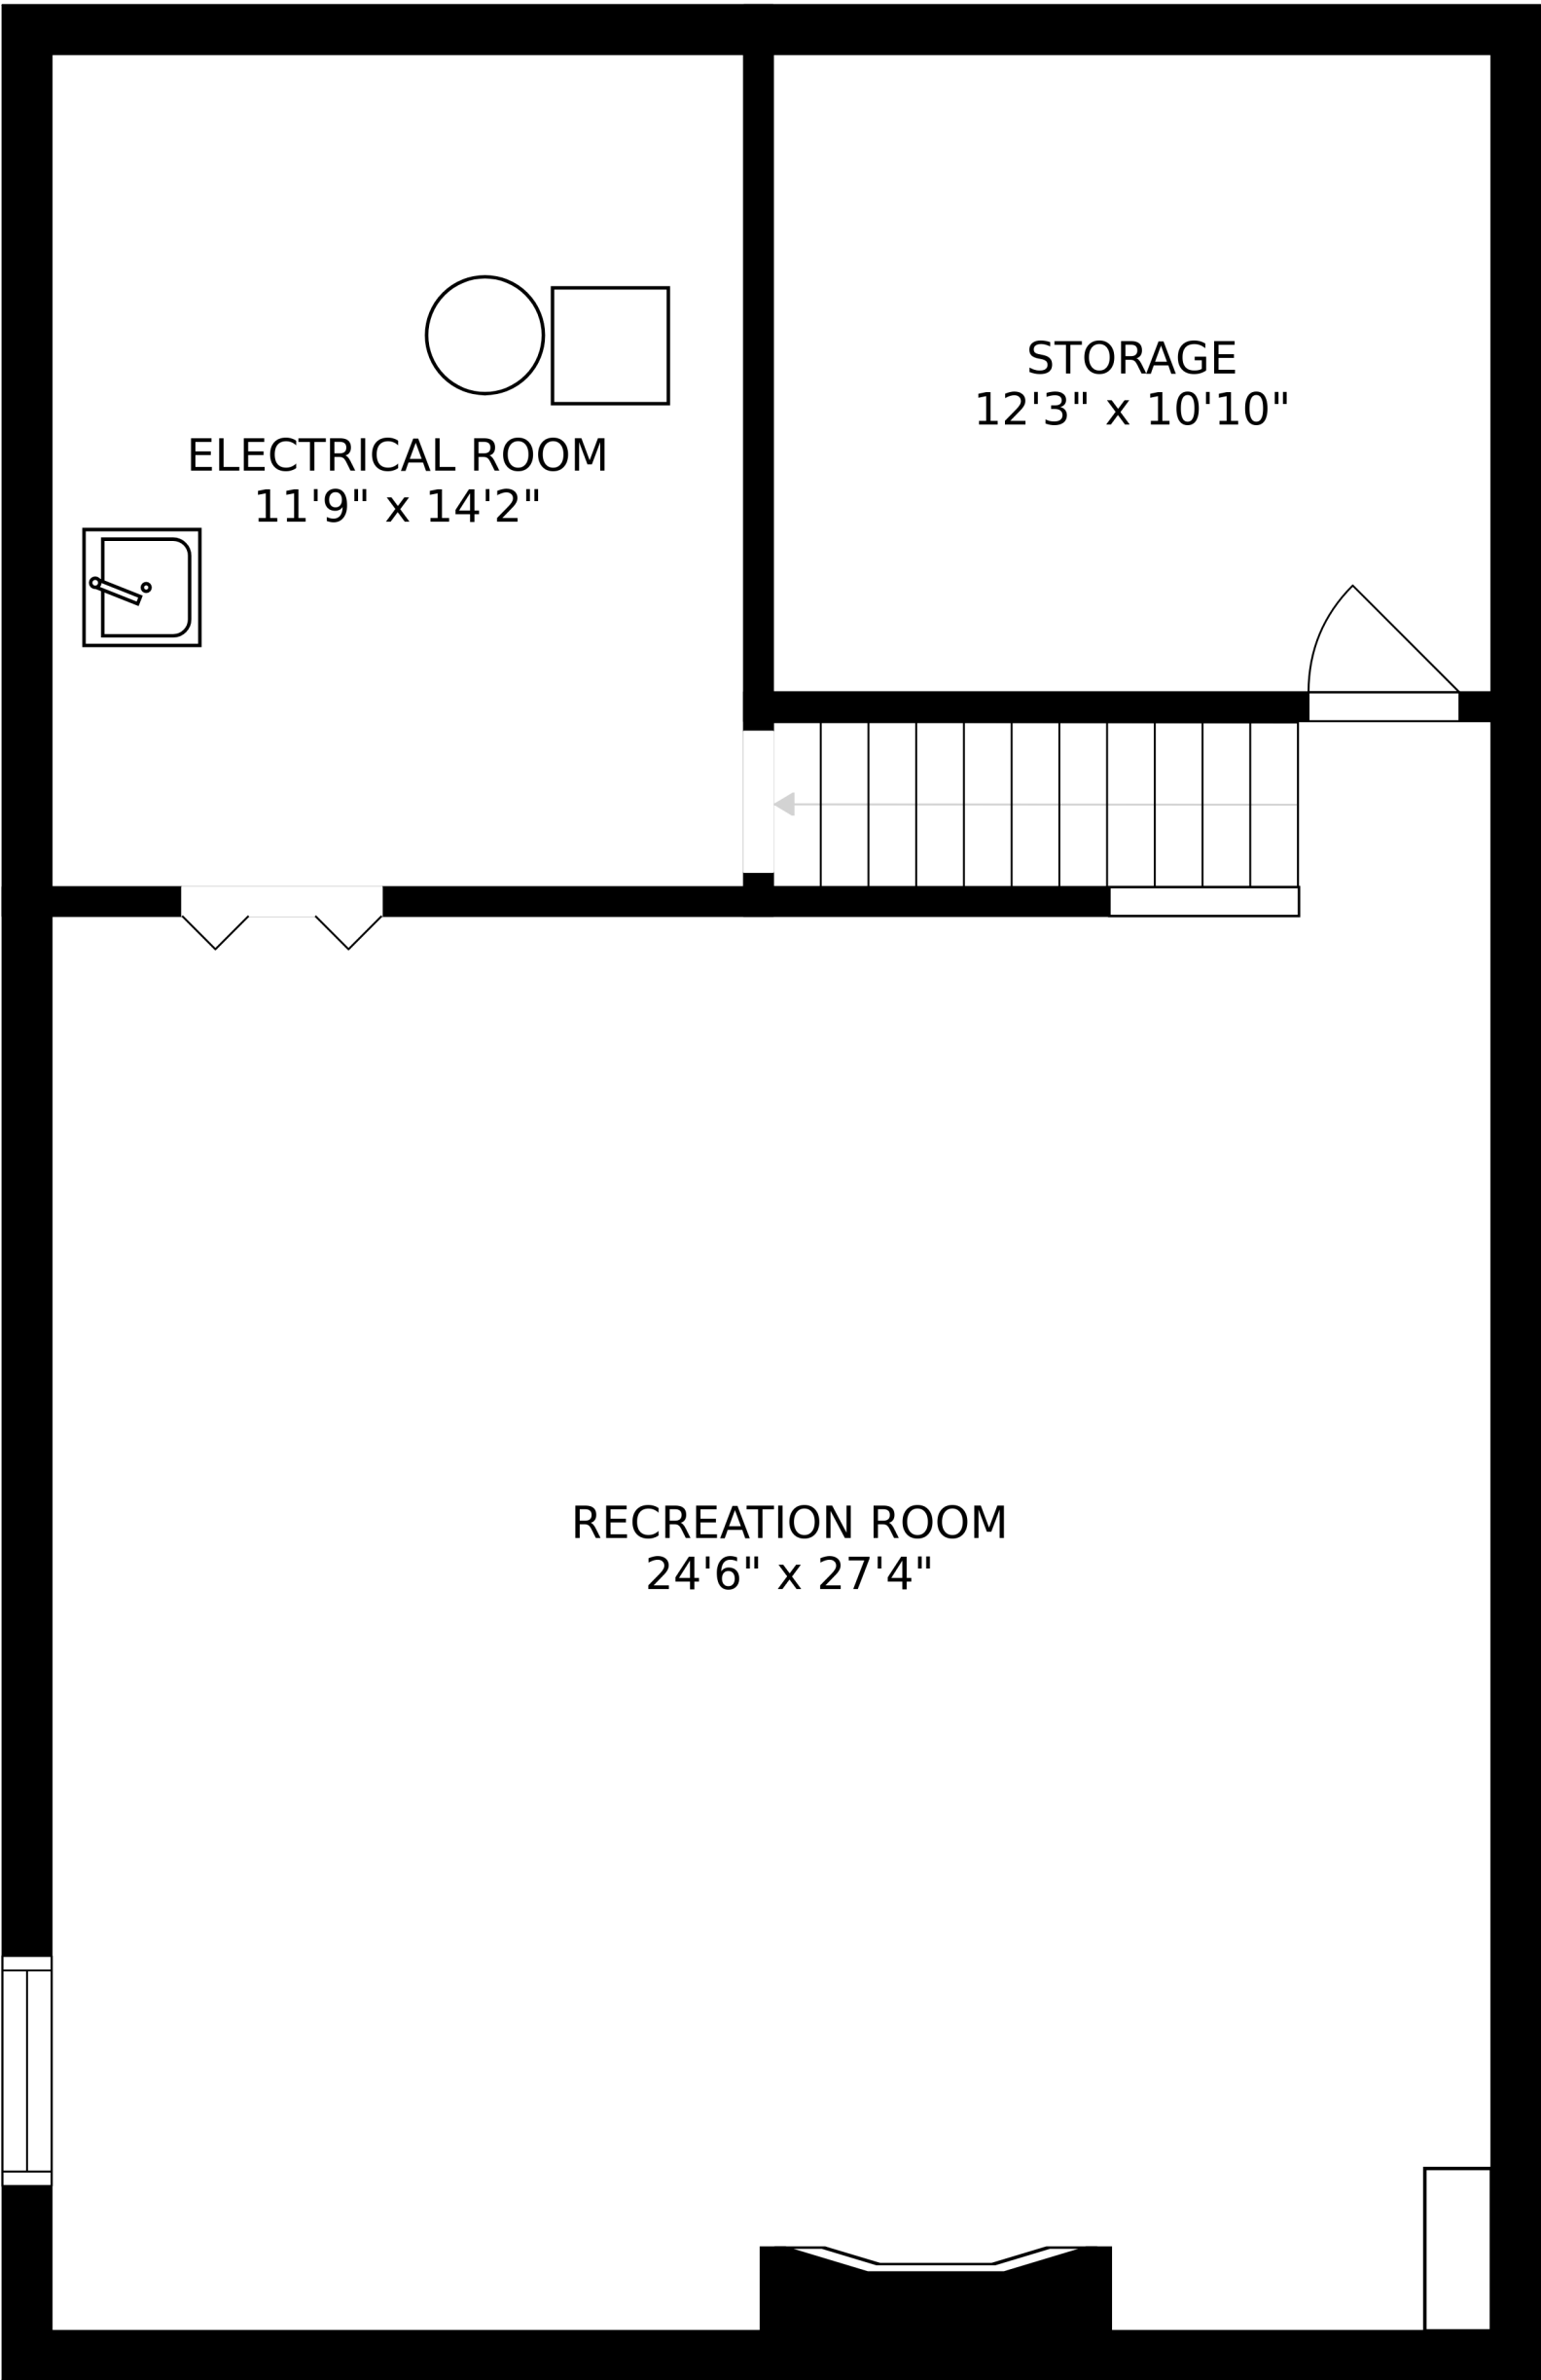 STORAGE
12'3" x 10'10"
ELECTRICAL ROOM
11'9" x 14'2"
RECREATION ROOM
24'6" x 27'4"